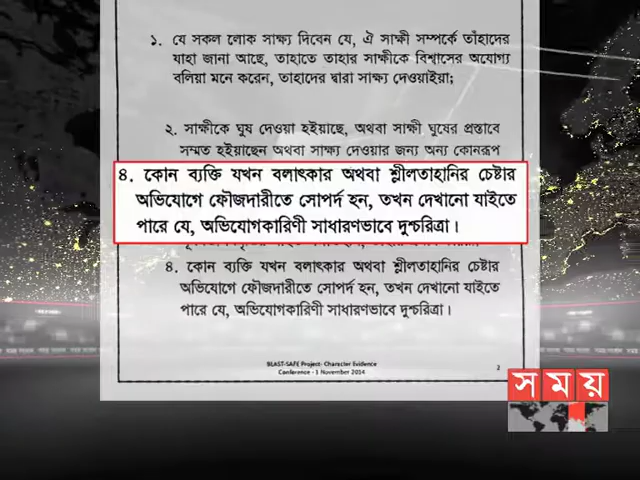 ১. যে সকল লোক সাক্ষ্য দিবেন যে, ঐ সাক্ষী সম্পর্কে তাঁহাদের
যাহা জানা আছে, তাহাতে তাহার সাক্ষীকে বিশ্বাসের অযোগ্য
বলিয়া মনে করেন, তাহাদের দ্বারা সাক্ষ্য দেওয়াইয়া;
২. সাক্ষীকে ঘুষ দেওয়া হইয়াছে, অথবা সাক্ষী ঘুষের প্রস্তাবে
সম্মত হইয়াছেন অথবা সাক্ষ্য দেওয়ার জন্য অন্য কোনরূপ
৪. কোন ব্যক্তি যখন বলাৎকার অথবা শ্লীলতাহানির চেষ্টার
অভিযোগে ফৌজদারীতে সোপর্দ হন, তখন দেখানো যাইতে
পারে যে, অভিযোগকারিণী সাধারণভাবে দুশ্চরিত্রা।
৪. কোন ব্যক্তি যখন বলাৎকার অথবা শ্লীলতাহানির চেষ্টার
অভিযোগে ফৌজদারীতে সোপর্দ হন, তখন দেখানো যাইতে
পারে যে, অভিযোগকারিণী সাধারণভাবে দুশ্চরিত্রা।
BLAST-SAFE Project: Character Evidence
Conference - 1 November 2014
2
সময়